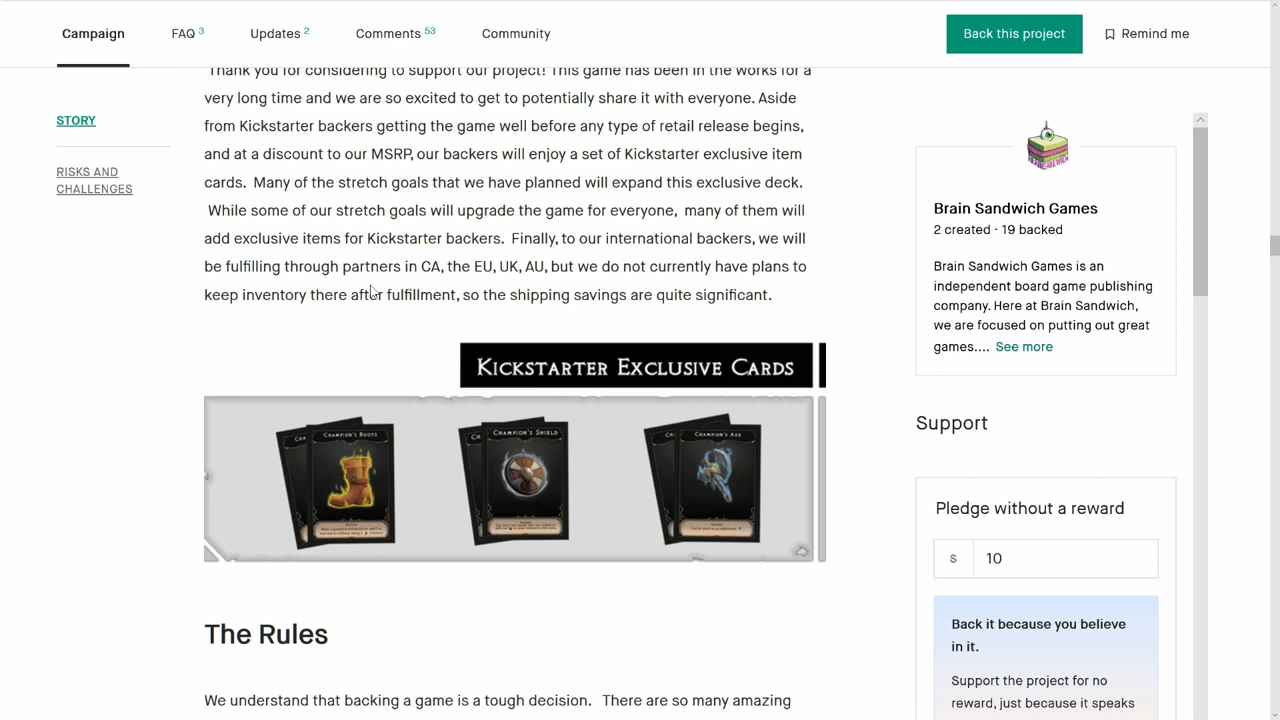 Campaign
FAQ 3
Updates 2
Comments 53
Community
Back this project
Remind me
STORY
RISKS AND
CHALLENGES
Thank you for considering to support our project! This game has been in the works for a
very long time and we are so excited to get to potentially share it with everyone. Aside
from Kickstarter backers getting the game well before any type of retail release begins,
and at a discount to our MSRP, our backers will enjoy a set of Kickstarter exclusive item
cards.  Many of the stretch goals that we have planned will expand this exclusive deck.
While some of our stretch goals will upgrade the game for everyone,  many of them will
add exclusive items for Kickstarter backers.  Finally, to our international backers, we will
be fulfilling through partners in CA, the EU, UK, AU, but we do not currently have plans to
keep inventory there after fulfillment, so the shipping savings are quite significant.
Kickstarter Exclusive Cards
Champion's Boots
Champion's Shield
Champion's Axe
The Rules
We understand that backing a game is a tough decision.  There are so many amazing
Brain Sandwich Games
2 created · 19 backed
Brain Sandwich Games is an
independent board game publishing
company. Here at Brain Sandwich,
we are focused on putting out great
games.... See more
Support
Pledge without a reward
$ 10
Back it because you believe
in it.
Support the project for no
reward, just because it speaks